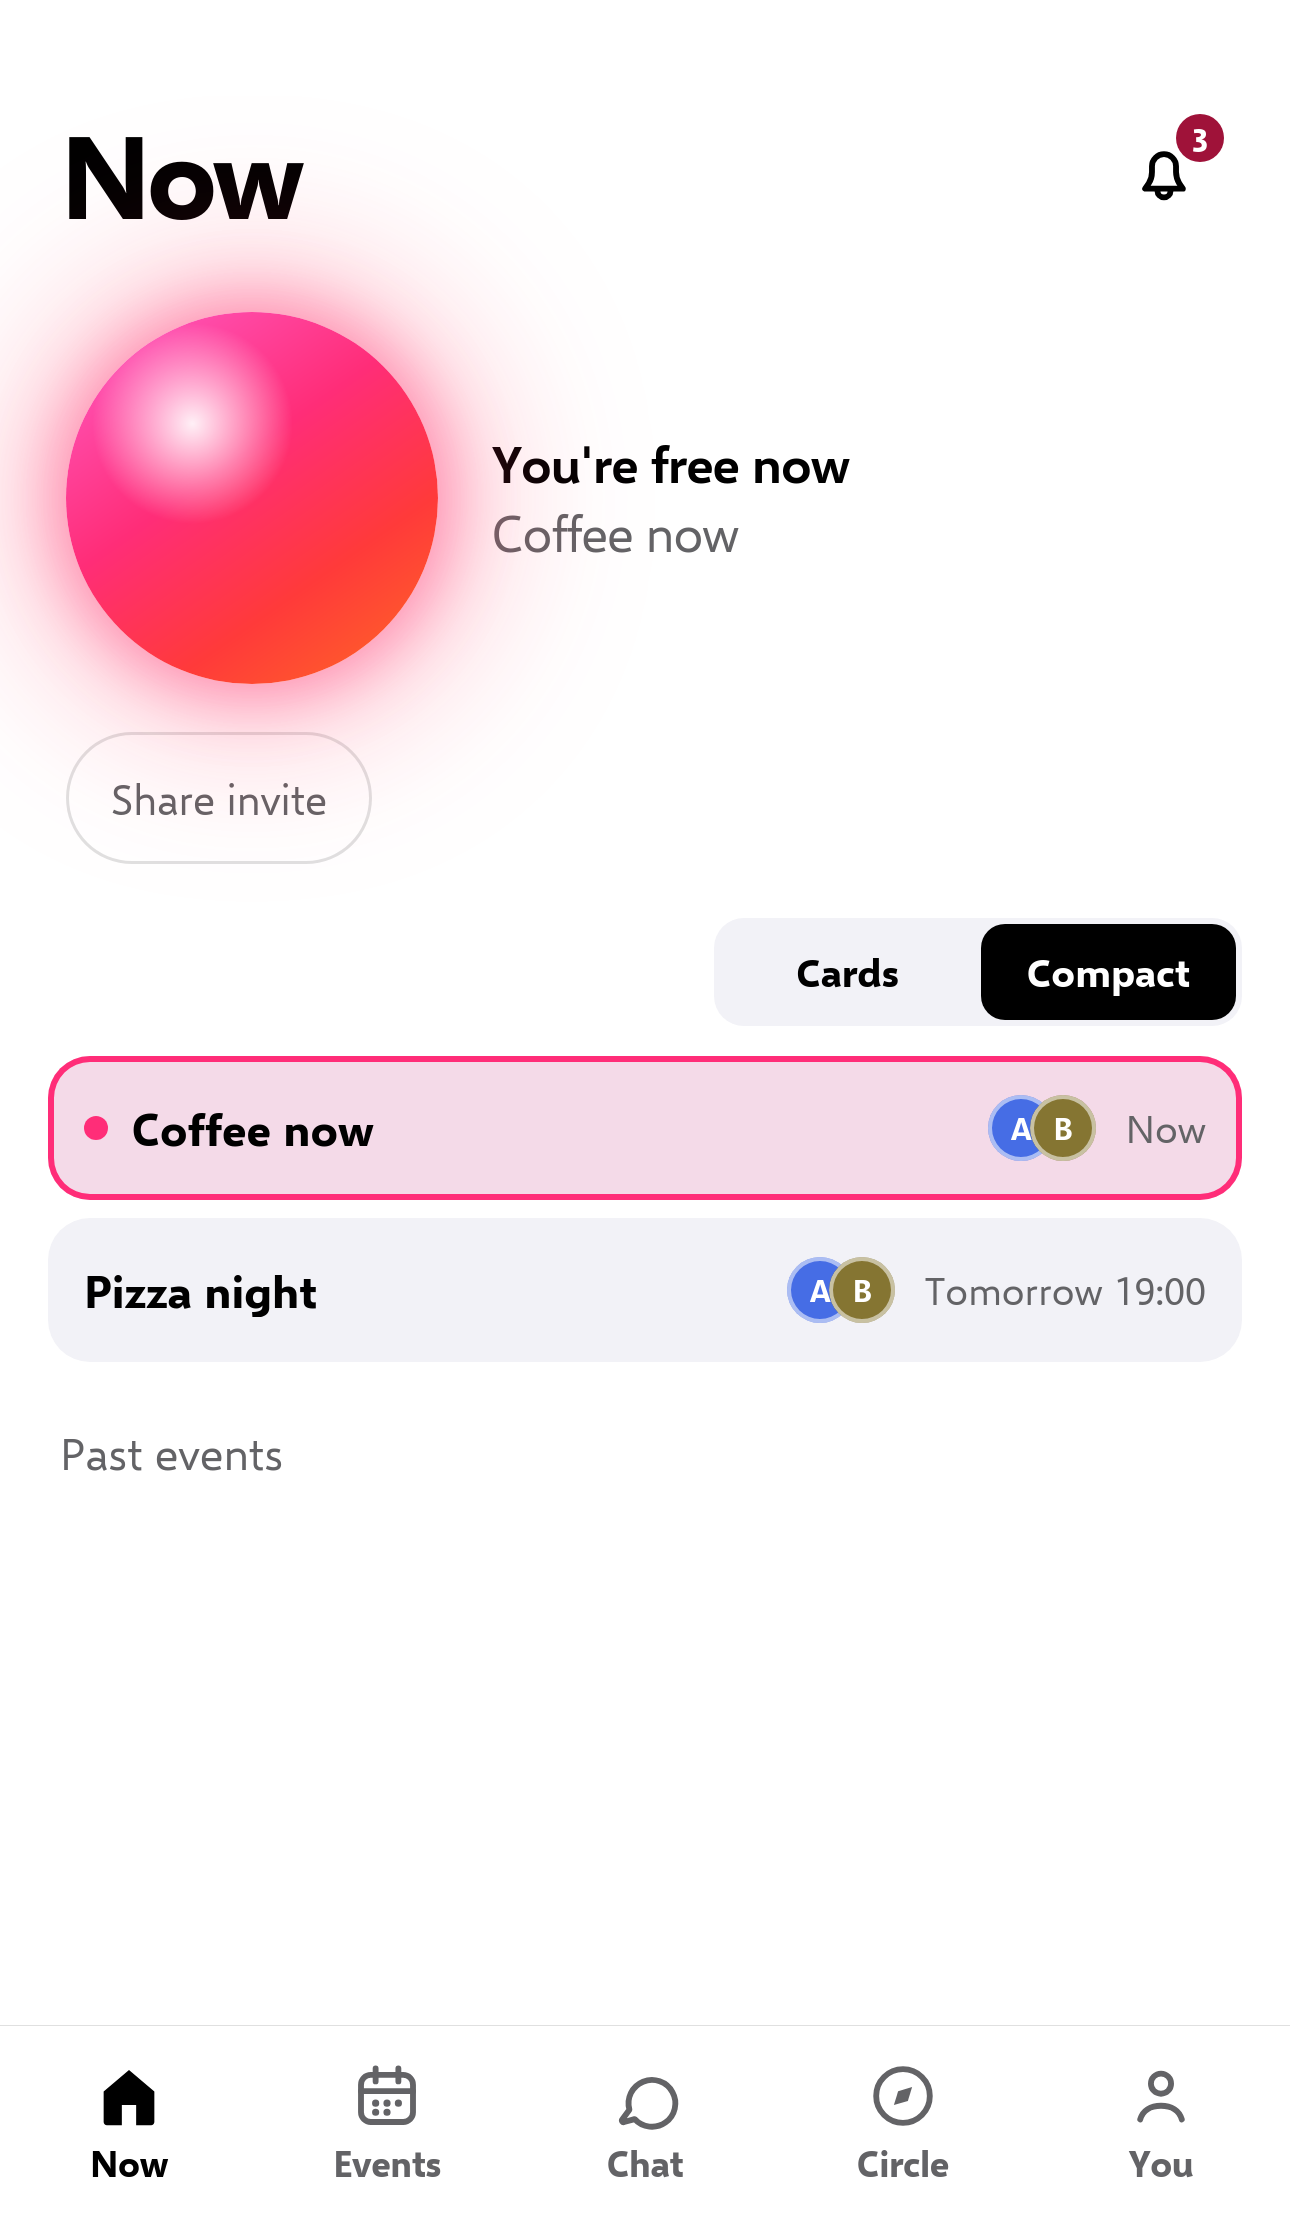 Now
3
You're free now
Coffee now
Share invite
Cards Compact
Coffee now A B Now
Pizza night A B Tomorrow 19:00
Past events
Now Events Chat Circle You